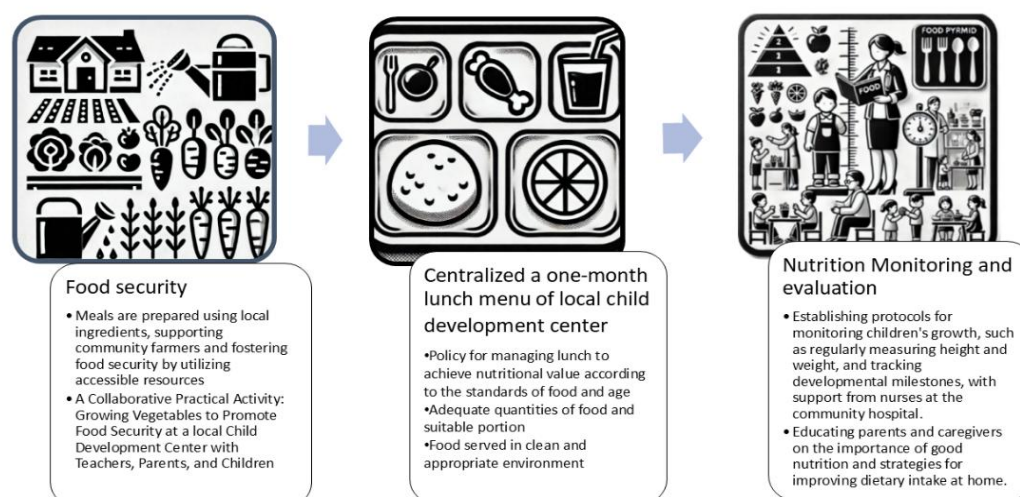 FOOD PYRMID
2
3
3
FOOD
Food security
• Meals are prepared using local
ingredients, supporting
community farmers and fostering
food security by utilizing
accessible resources
• A Collaborative Practical Activity:
Growing Vegetables to Promote
Food Security at a local Child
Development Center with
Teachers, Parents, and Children
Centralized a one-month
lunch menu of local child
development center
•Policy for managing lunch to
achieve nutritional value according
to the standards of food and age
•Adequate quantities of food and
suitable portion
•Food served in clean and
appropriate environment
Nutrition Monitoring and
evaluation
• Establishing protocols for
monitoring children's growth, such
as regularly measuring height and
weight, and tracking
developmental milestones, with
support from nurses at the
community hospital.
• Educating parents and caregivers
on the importance of good
nutrition and strategies for
improving dietary intake at home.